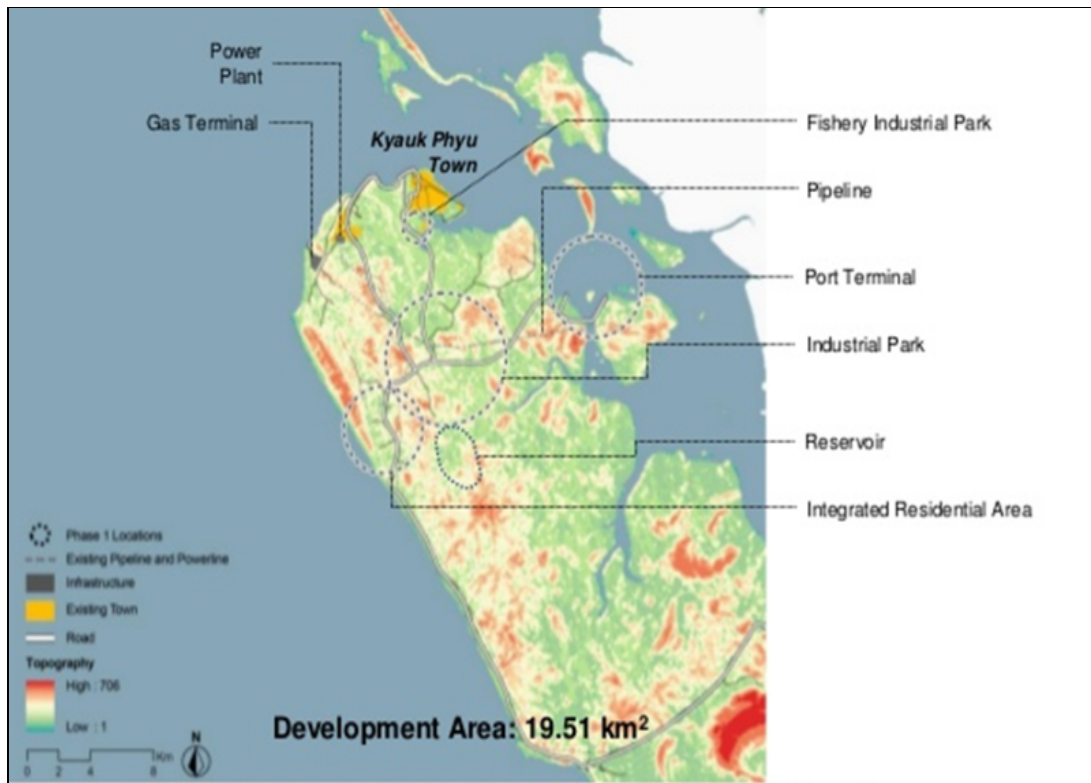 Power
Plant
Gas Terminal
Kyauk Phyu
Town
Fishery Industrial Park
Pipeline
Port Terminal
Industrial Park
Reservoir
Integrated Residential Area
Phase 1 Locations
Existing Pipeline and Powerline
Infrastructure
Existing Town
Road
Topography
High : 706
Low : 1
Km
0 2 4 8
N
Development Area: 19.51 km²